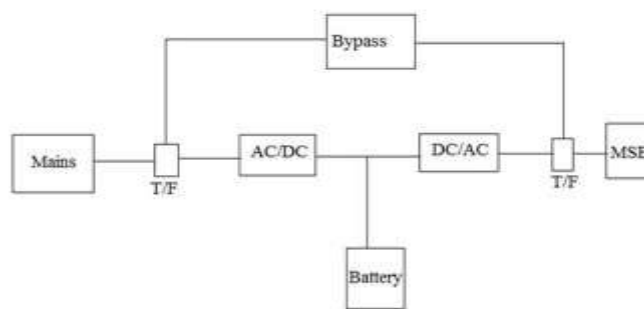 Bypass
Mains
T/F
AC/DC
DC/AC
T/F
Battery